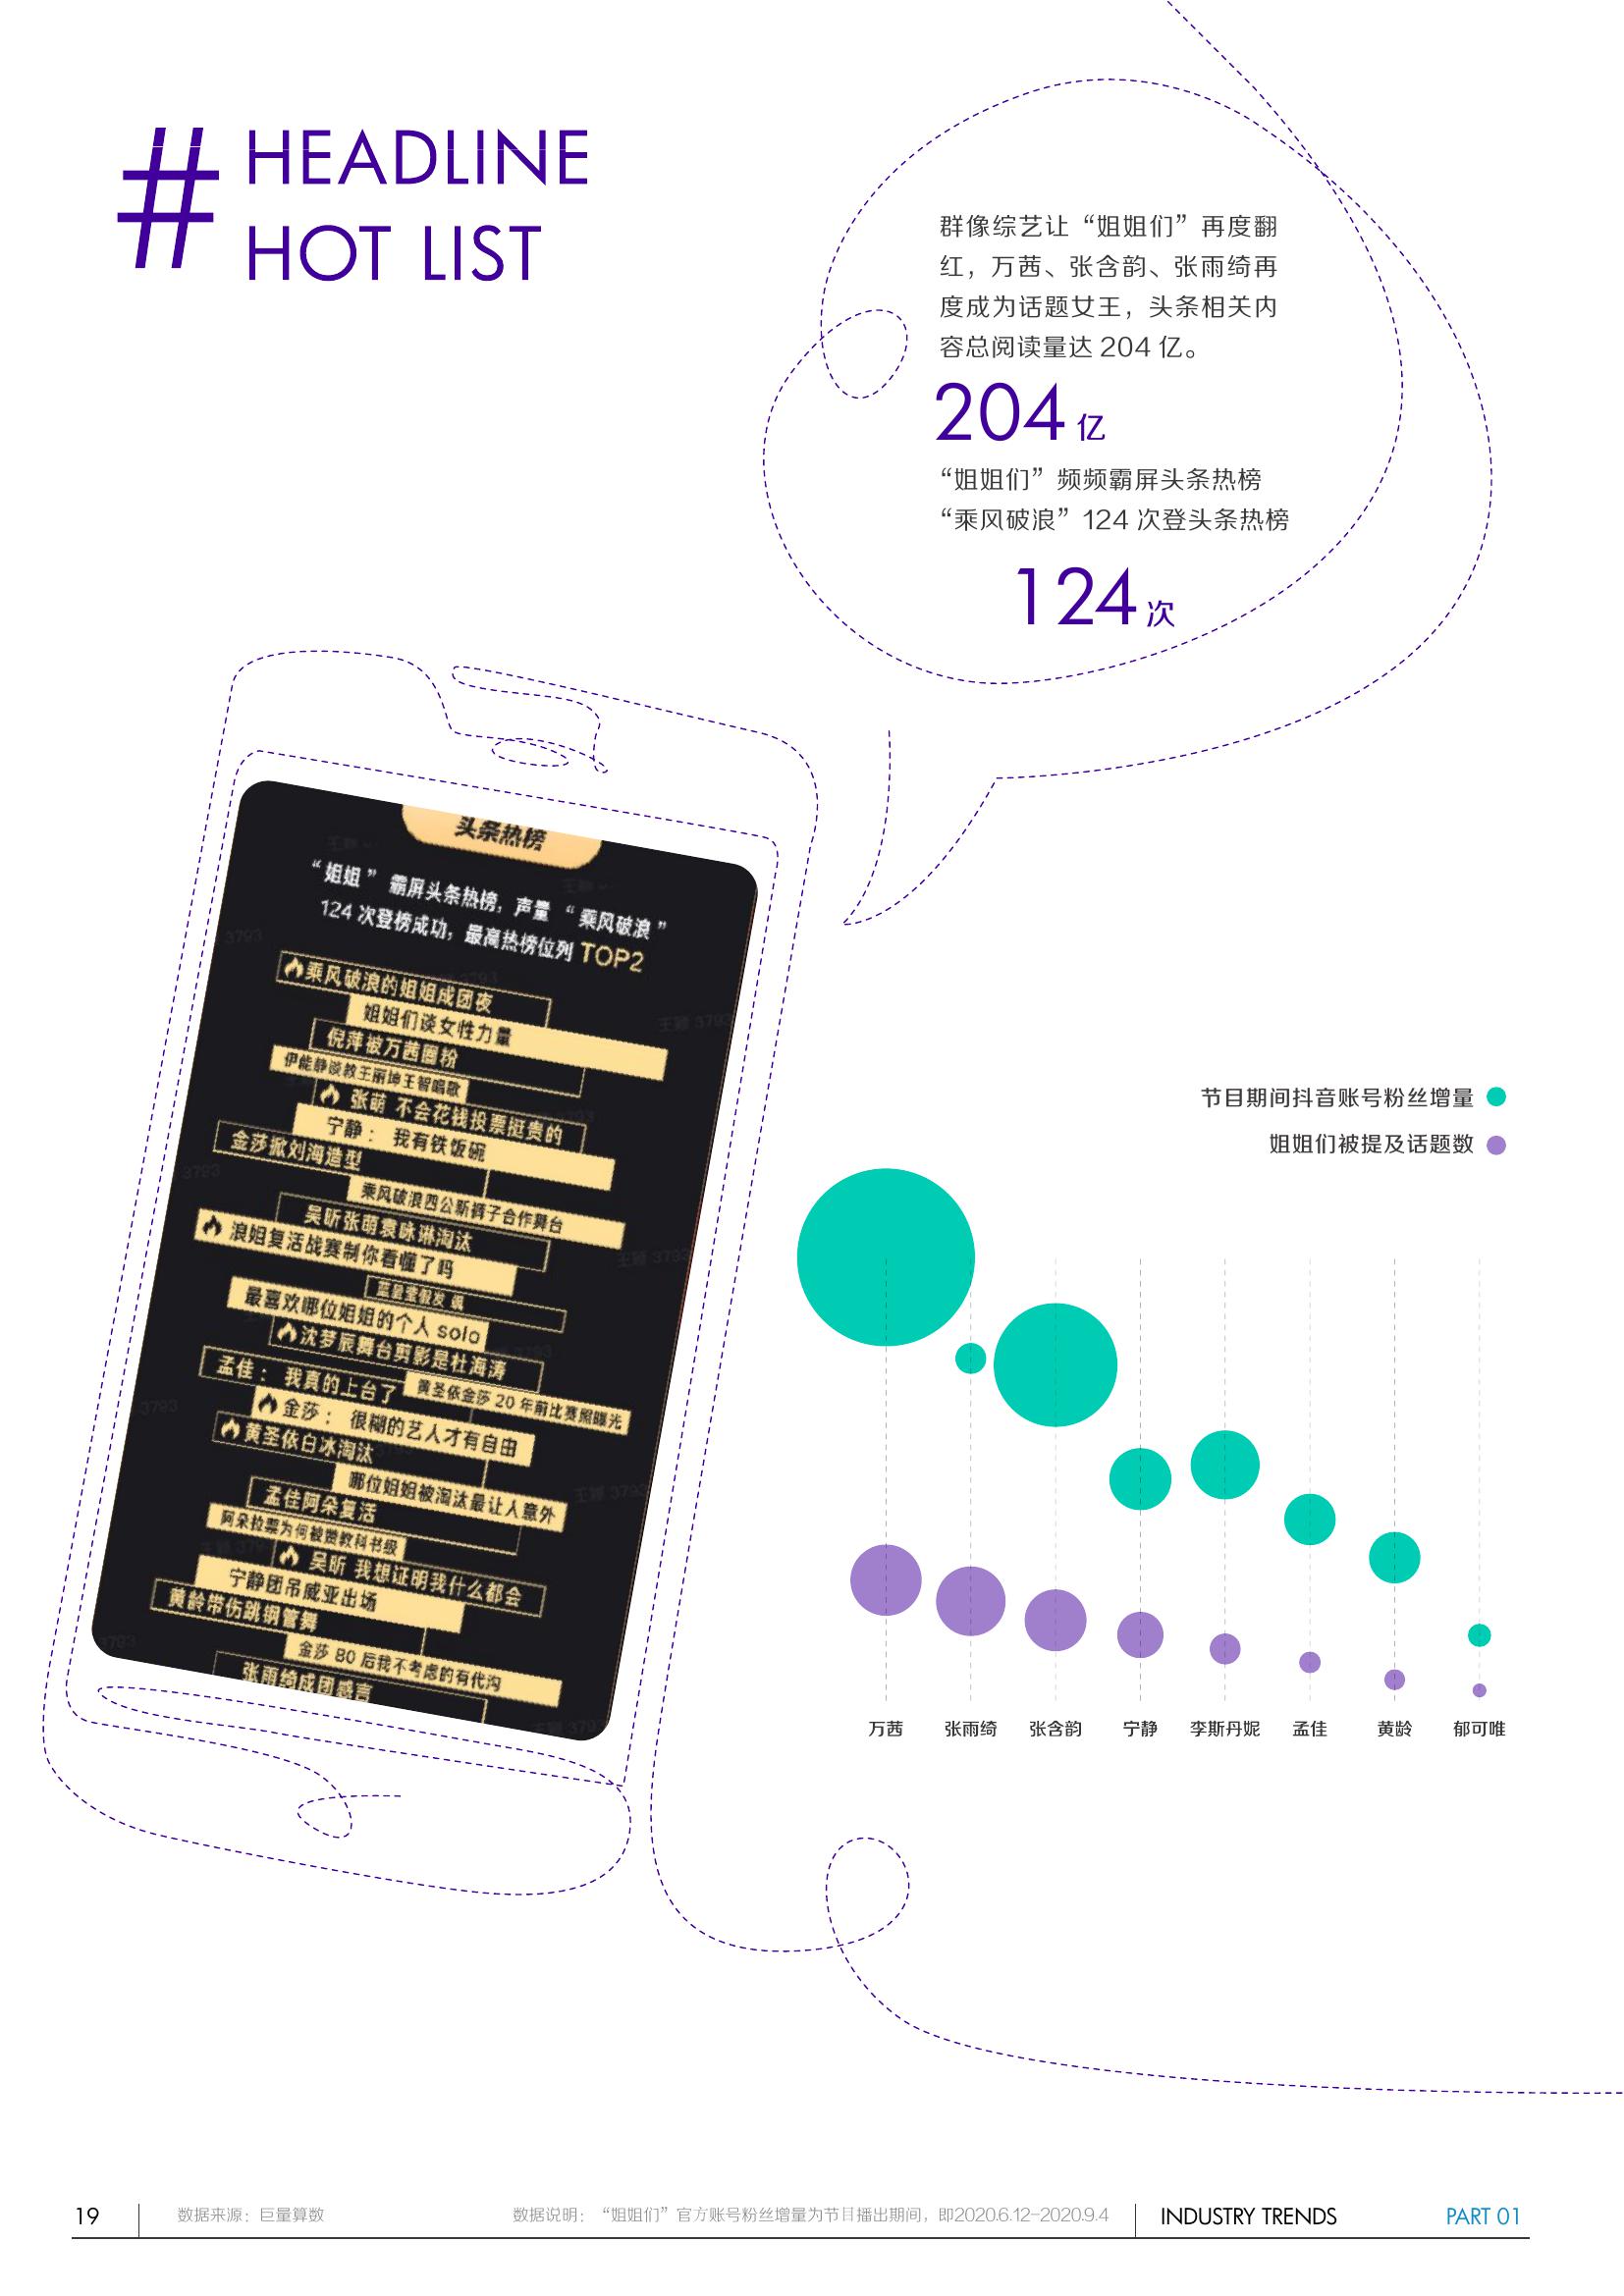 # HEADLINE
HOT LIST
群像综艺让“姐姐们”再度翻
红，万茜、张含韵、张雨绮再
度成为话题女王，头条相关内
容总阅读量达 204 亿。
204 亿
“姐姐们”频频霸屏头条热榜
“乘风破浪”124 次登头条热榜
124 次
头条热榜
“姐姐” 霸屏头条热榜，声量 “乘风破浪”
124 次登榜成功，最高热榜位列 TOP2
乘风破浪的姐姐成团夜
姐姐们谈女性力量
倪萍被万茜圈粉
伊能静谈教王丽坤王智唱歌
张萌 不会花钱投票挺贵的
宁静： 我有铁饭碗
金莎掀刘海造型
乘风破浪四公斯裤子合作舞台
吴昕张萌袁咏琳淘汰
浪姐复活战赛制你看懂了吗
最喜欢哪位姐姐的个人 solo
沈梦辰舞台剪影是杜海涛
孟佳： 我真的上台了
黄圣依金莎 20 年前比赛照曝光
金莎： 很糊的艺人才有自由
黄圣依白冰淘汰
哪位姐姐被淘汰最让人意外
孟佳阿朵复活
阿朵拉票为何被赞教科书级
吴昕 我想证明我什么都会
宁静团吊威亚出场
黄龄带伤跳钢管舞
金莎 80 后我不考虑的有代沟
张雨绮成团感言
节目期间抖音账号粉丝增量
姐姐们被提及话题数
万茜 张雨绮 张含韵 宁静 李斯丹妮 孟佳 黄龄 郁可唯
19
数据来源：巨量算数
数据说明：“姐姐们”官方账号粉丝增量为节目播出期间，即2020.6.12-2020.9.4
INDUSTRY TRENDS
PART 01